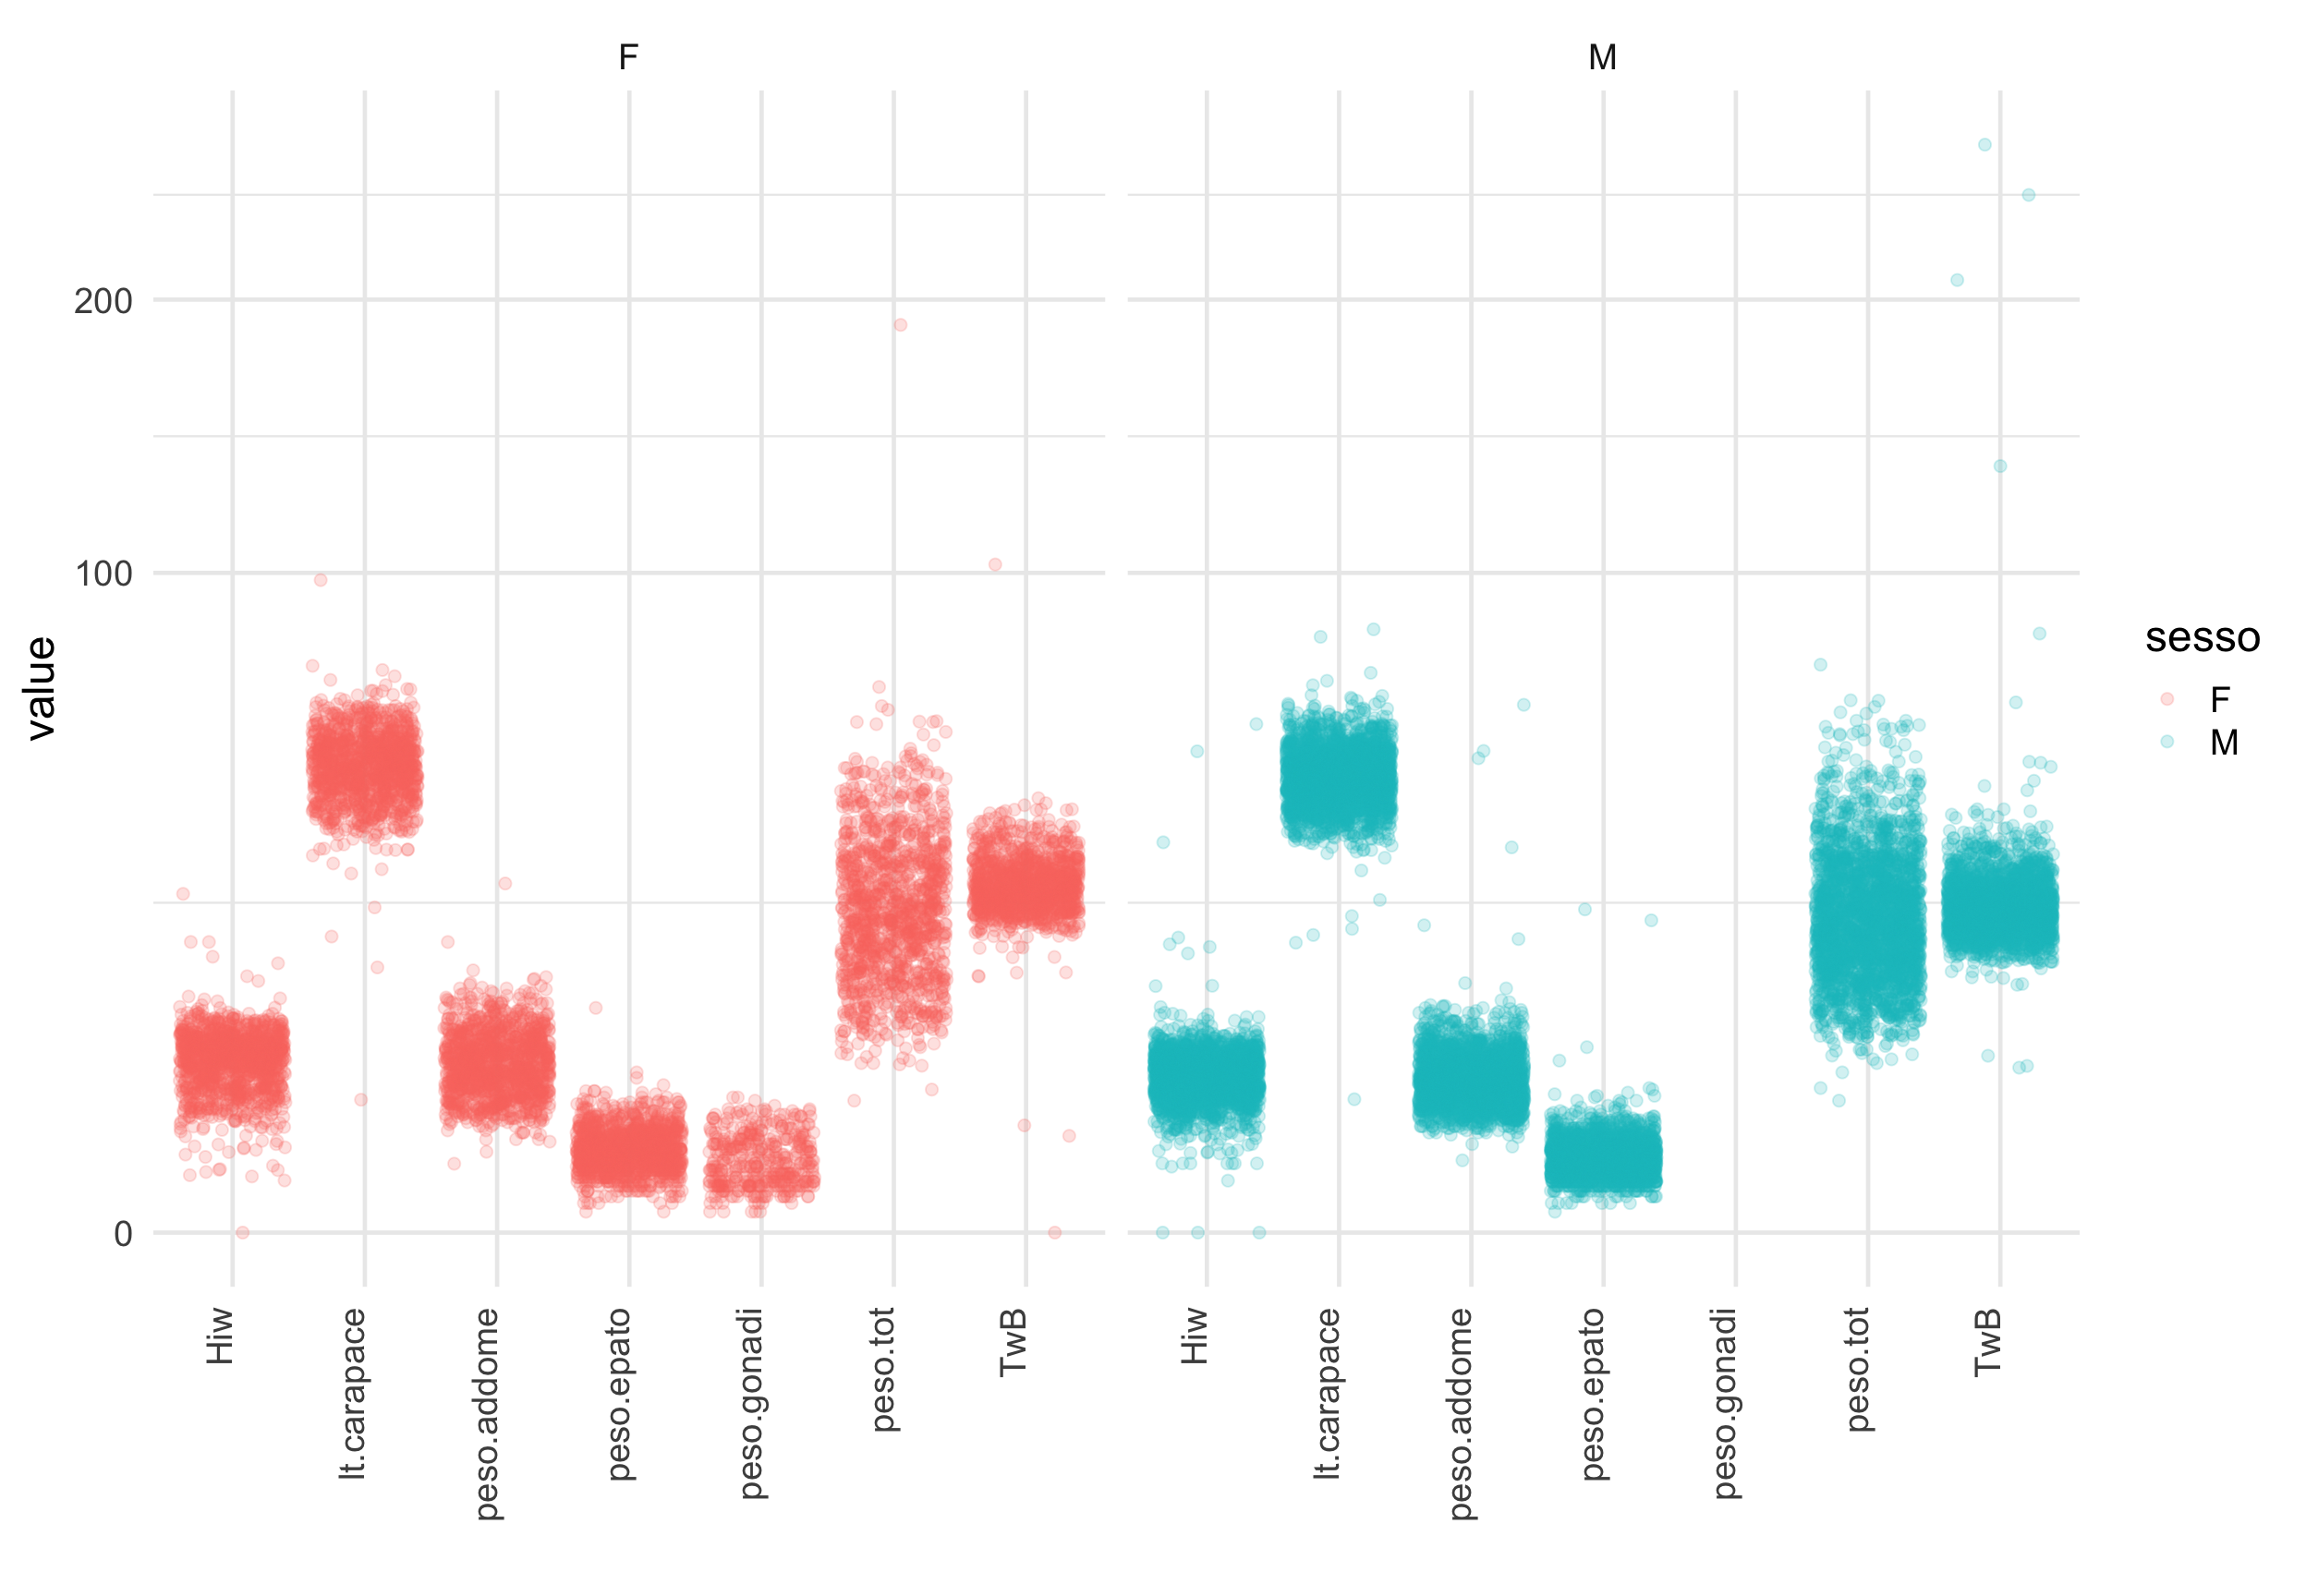 F
M
value
200
100
0
Hiw
lt.carapace
peso.addome
peso.epato
peso.gonadi
peso.tot
TwB
Hiw
lt.carapace
peso.addome
peso.epato
peso.gonadi
peso.tot
TwB
sesso
F
M